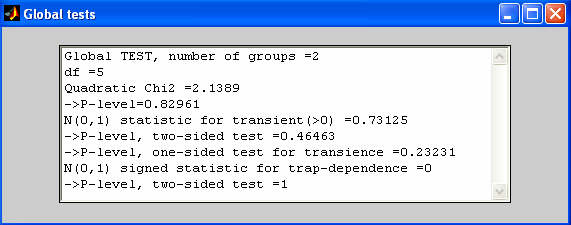 Global tests
Global TEST, number of groups =2
df =5
Quadratic Chi2 =2.1389
->P-level=0.82961
N(0,1) statistic for transient(>0) =0.73125
->P-level, two-sided test =0.46463
->P-level, one-sided test for transience =0.23231
N(0,1) signed statistic for trap-dependence =0
->P-level, two-sided test =1